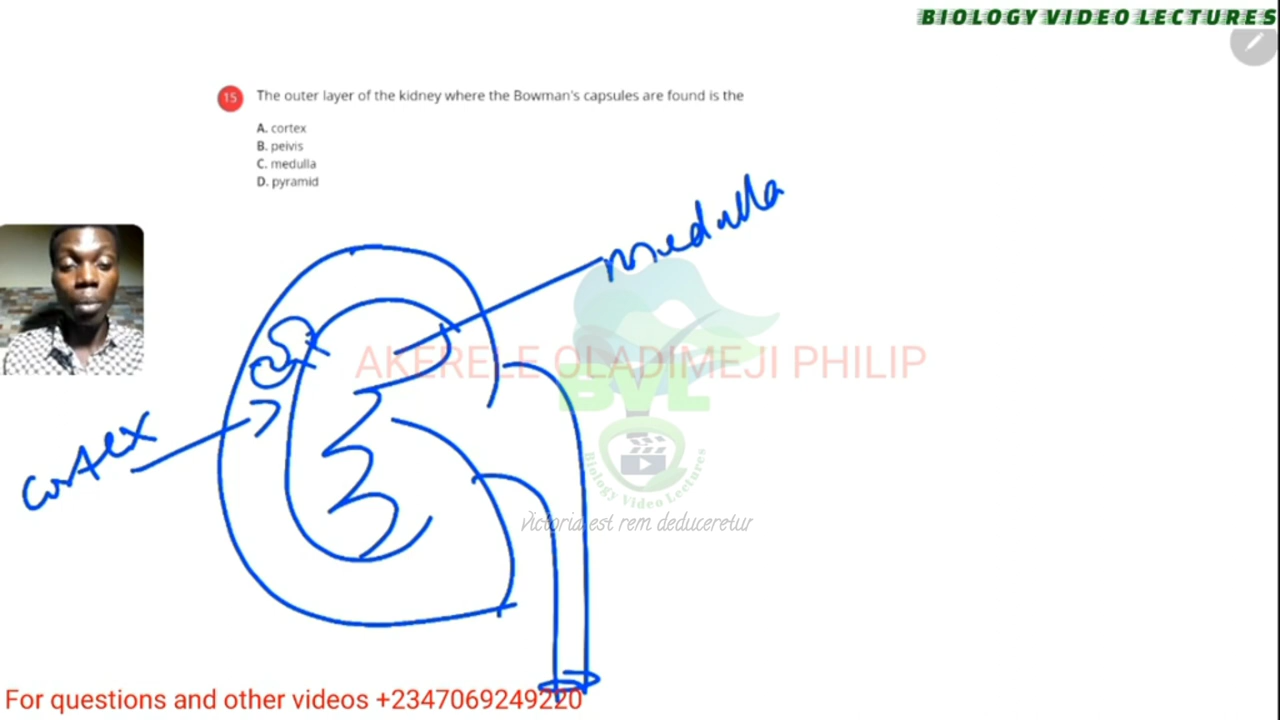 BIOLOGY VIDEO LECTURES
15 The outer layer of the kidney where the Bowman's capsules are found is the
A. cortex
B. peivis
C. medulla
D. pyramid
medulla
AKERELE OLADIMEJI PHILIP
BVL
cortex
Biology Video Lectures
Victoria est rem deduceretur
For questions and other videos +2347069249220